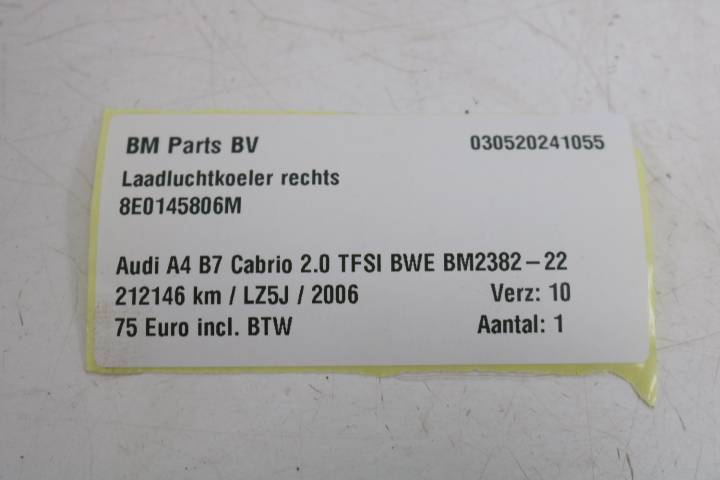 BM Parts BV 030520241055
Laadluchtkoeler rechts
8E0145806M
Audi A4 B7 Cabrio 2.0 TFSI BWE BM2382-22
212146 km / LZ5J / 2006 Verz: 10
75 Euro incl. BTW Aantal: 1